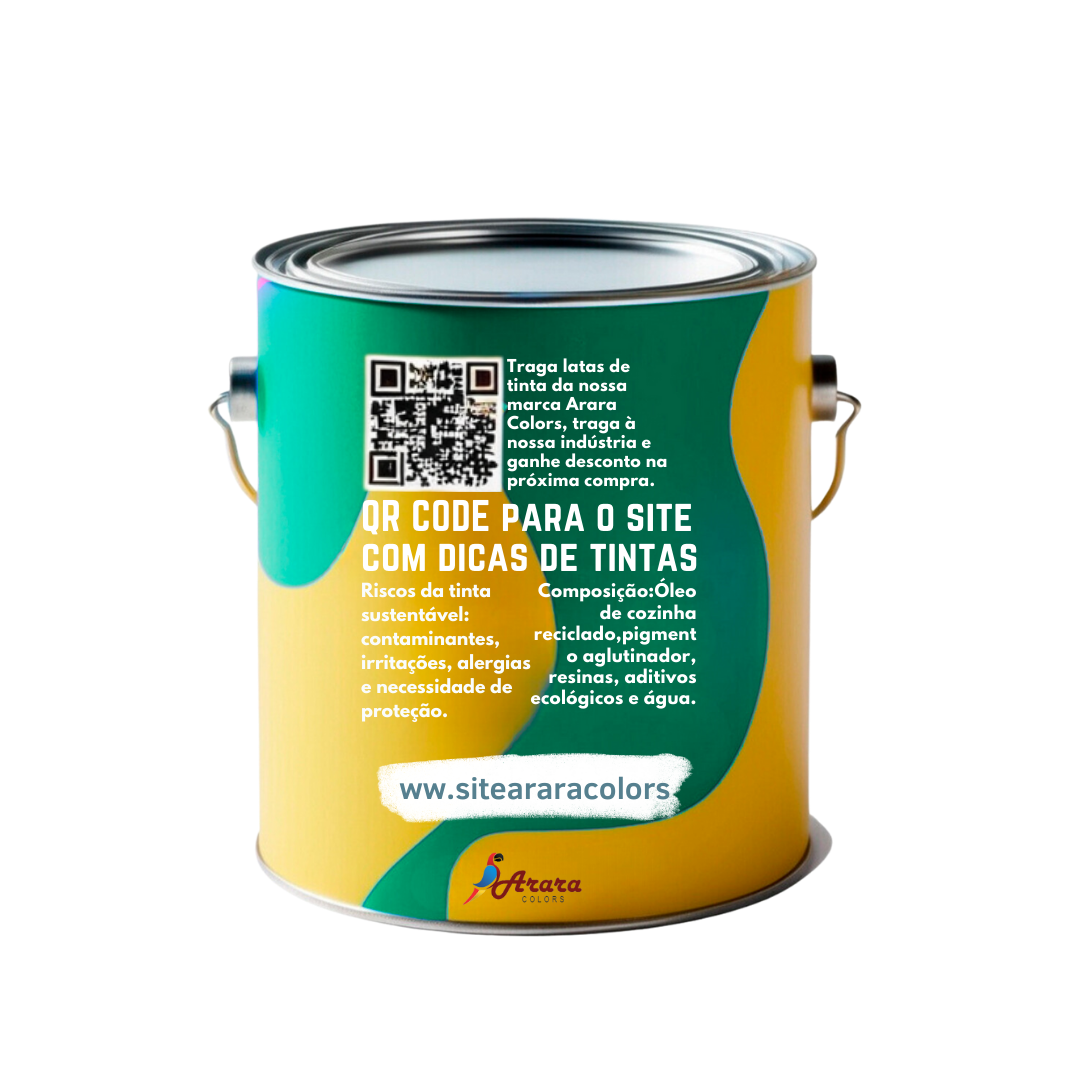 Traga latas de
tinta da nossa
marca Arara
Colors, traga à
nossa indústria e
ganhe desconto na
próxima compra.
QR CODE PARA O SITE
COM DICAS DE TINTAS
Riscos da tinta
sustentável:
contaminantes,
irritações, alergias
e necessidade de
proteção.
Composição:Óleo
de cozinha
reciclado,pigment
o aglutinador,
resinas, aditivos
ecológicos e água.
ww.siteararacolors
Arara
COLORS